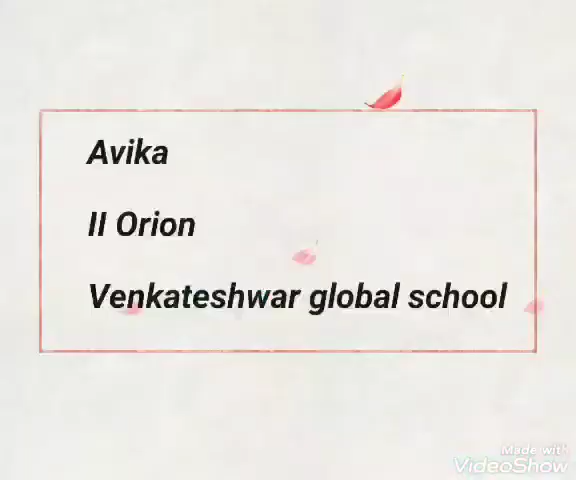 Avika
II Orion
Venkateshwar global school
Made with
VideoShow